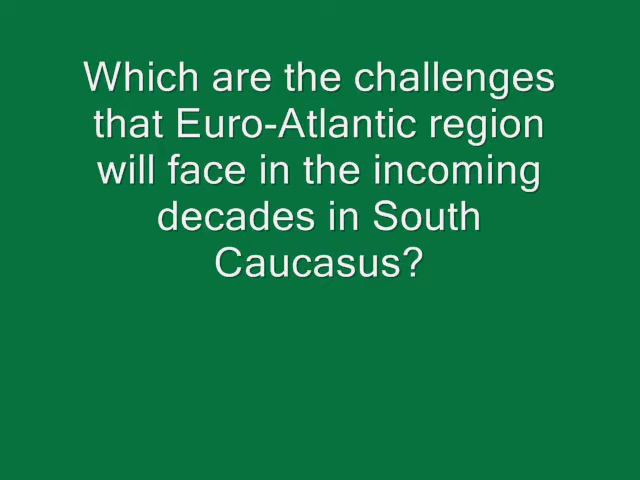 Which are the challenges
that Euro-Atlantic region
will face in the incoming
decades in South
Caucasus?